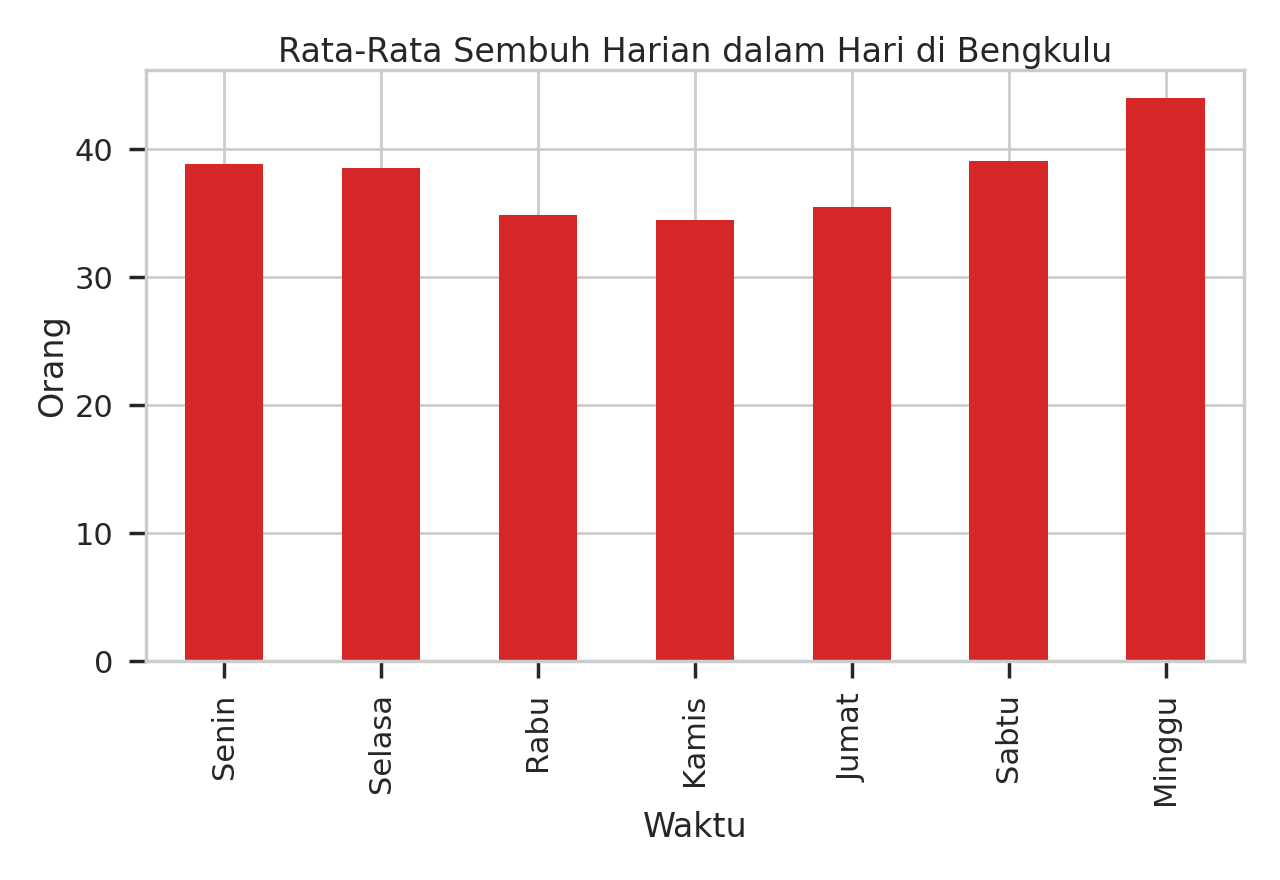 Rata-Rata Sembuh Harian dalam Hari di Bengkulu
Orang
40
30
20
10
0
Senin
Selasa
Rabu
Kamis
Jumat
Sabtu
Minggu
Waktu